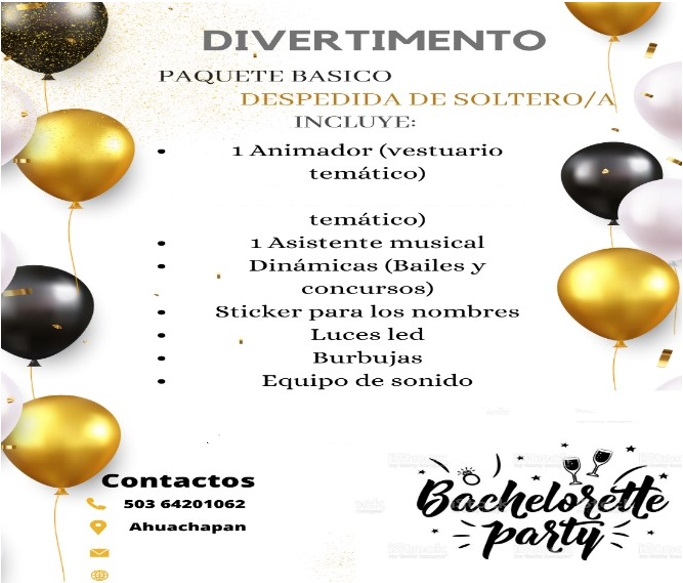 DIVERTIMENTO
PAQUETE BASICO
DESPEDIDA DE SOLTERO/A
INCLUYE:
• 1 Animador (vestuario
temático)
temático)
• 1 Asistente musical
• Dinámicas (Bailes y
concursos)
• Sticker para los nombres
• Luces led
• Burbujas
• Equipo de sonido
Contactos
503 64201062
Ahuachapan
Bachelorette
party